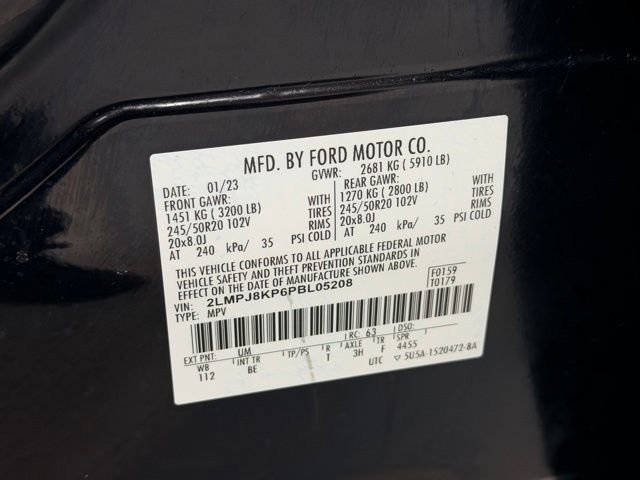 MFD. BY FORD MOTOR CO.
DATE: 01/23 GVWR: 2681 KG ( 5910 LB)
FRONT GAWR: REAR GAWR:
1451 KG ( 3200 LB) WITH 1270 KG ( 2800 LB) WITH
245/50R20 102V TIRES 245/50R20 102V TIRES
20x8.0J RIMS 20x8.0J RIMS
AT 240 kPa/ 35 PSI COLD AT 240 kPa/ 35 PSI COLD
THIS VEHICLE CONFORMS TO ALL APPLICABLE FEDERAL MOTOR
VEHICLE SAFETY AND BUMPER STANDARDS AND THEFT PREVENTION
STANDARDS IN EFFECT ON THE DATE OF MANUFACTURE SHOWN ABOVE.
VIN: 2LMPJ8KP6PBL05208 F0159
TYPE: MPV T0179
EXT PNT: UM RC: 63 DSO:
WB INT TR TP/PS R AXLE TR SPR
112 BE T 3H F 4455
UTC ▽ 5U5A-1520472-BA